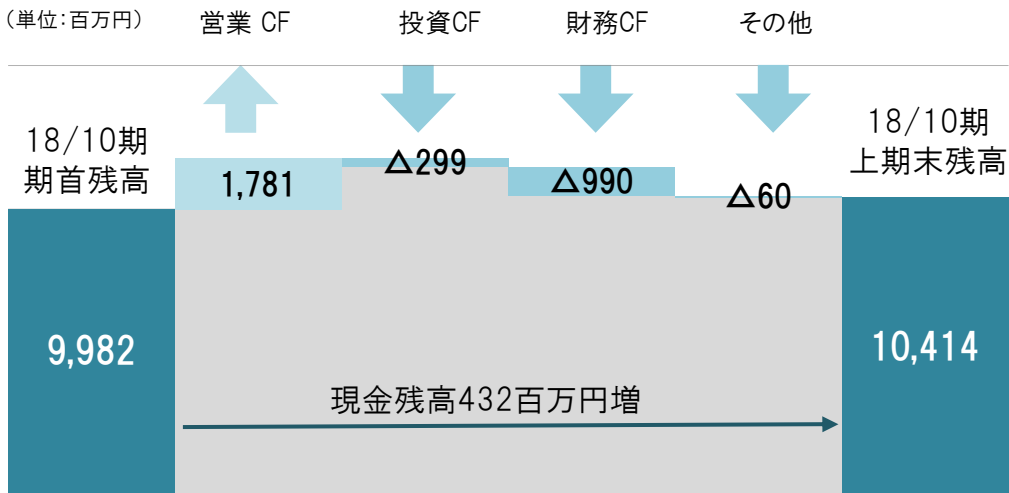 （単位：百万円）
営業 CF
投資CF
財務CF
その他
18/10期
期首残高
18/10期
上期末残高
1,781
△299
△990
△60
9,982
10,414
現金残高432百万円増